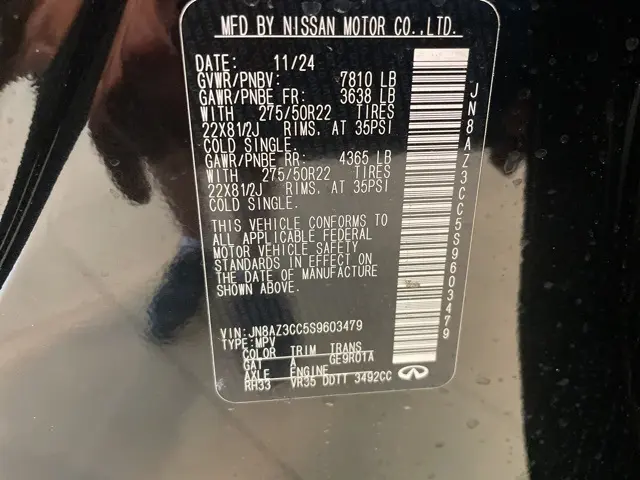 MFD BY NISSAN MOTOR CO.,LTD.
DATE: 11/24
GVWR/PNBV: 7810 LB
GAWR/PNBE FR: 3638 LB
WITH 275/50R22 TIRES
22X81/2J RIMS, AT 35PSI
COLD SINGLE.
GAWR/PNBE RR: 4365 LB
WITH 275/50R22 TIRES
22X81/2J RIMS, AT 35PSI
COLD SINGLE.
THIS VEHICLE CONFORMS TO
ALL APPLICABLE FEDERAL
MOTOR VEHICLE SAFETY
STANDARDS IN EFFECT ON
THE DATE OF MANUFACTURE
SHOWN ABOVE.
VIN: JN8AZ3CC5S9603479
TYPE: MPV
COLOR TRIM TRANS
GAT A GE9R01A
AXLE ENGINE
RH33 VR35 DDTT 3492CC
JN8AZ3CC5S9603479